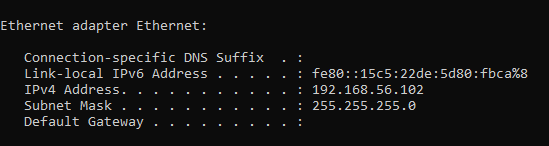 Ethernet adapter Ethernet:
Connection-specific DNS Suffix  . :
Link-local IPv6 Address . . . . . : fe80::15c5:22de:5d80:fbca%8
IPv4 Address. . . . . . . . . . . : 192.168.56.102
Subnet Mask . . . . . . . . . . . : 255.255.255.0
Default Gateway . . . . . . . . . :